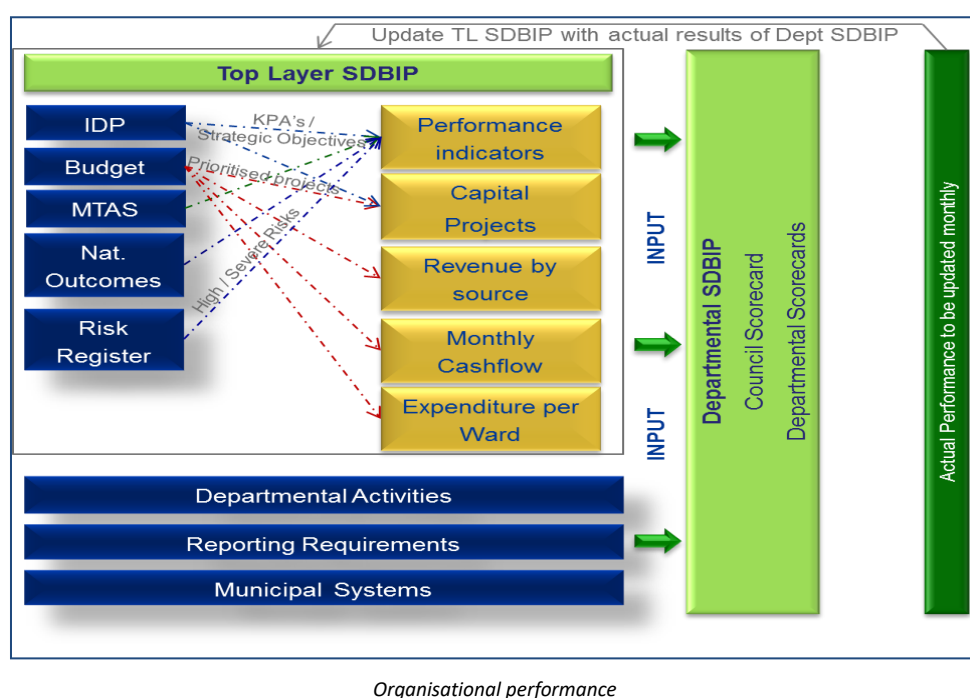 Update TL SDBIP with actual results of Dept SDBIP
Top Layer SDBIP
IDP
Budget
MTAS
Nat.
Outcomes
Risk
Register
KPA's /
Strategic Objectives
Prioritised projects
High / Severe Risks
Performance
indicators
Capital
Projects
Revenue by
source
Monthly
Cashflow
Expenditure per
Ward
INPUT
INPUT
Departmental SDBIP
Council Scorecard
Departmental Scorecards
Actual Performance to be updated monthly
Departmental Activities
Reporting Requirements
Municipal Systems
Organisational performance